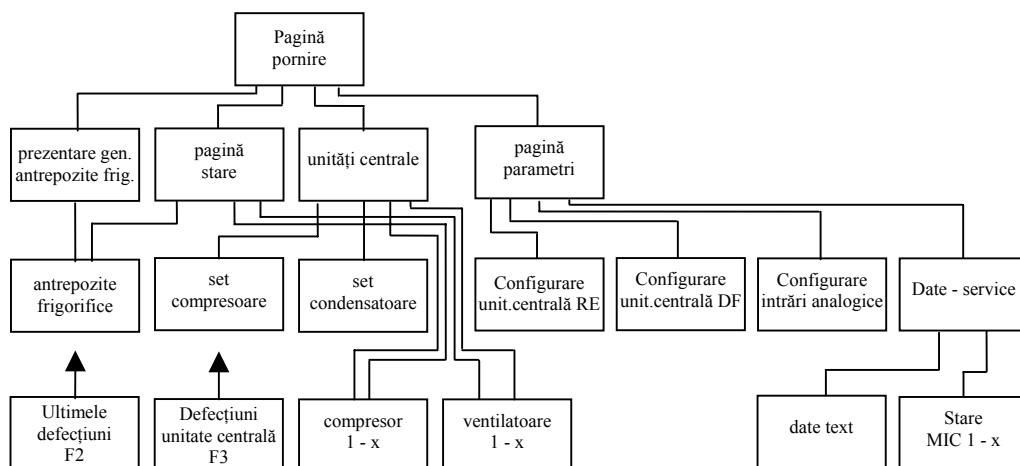 Pagină
pornire
prezentare gen.
antrepozite frig.
pagină
stare
unități centrale
pagină
parametri
antrepozite
frigorifice
set
compresoare
set
condensatoare
Configurare
unit.centrală RE
Configurare
unit.centrală DF
Configurare
intrări analogice
Date - service
Ultimele
defecțiuni
F2
Defecțiuni
unitate centrală
F3
compresor
1 - x
ventilatoare
1 - x
date text
Stare
MIC 1 - x